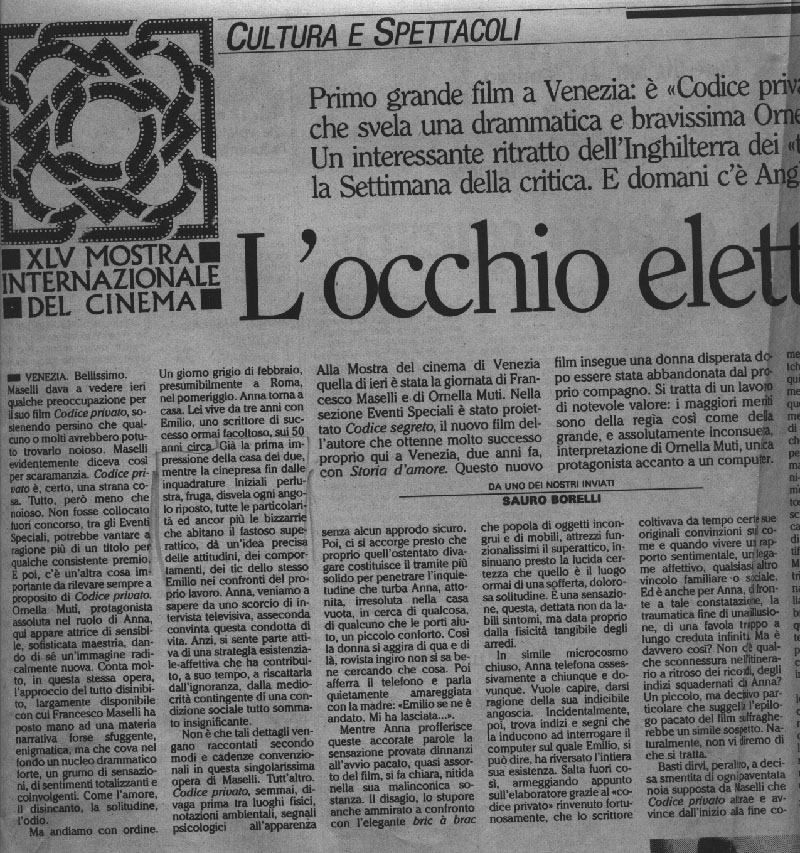 CULTURA E SPETTACOLI
Primo grande film a Venezia: è «Codice priva
che svela una drammatica e bravissima Orne
Un interessante ritratto dell'Inghilterra dei «t
la Settimana della critica. E domani c'è Ang
XLV MOSTRA
INTERNAZIONALE
DEL CINEMA
L'occhio elett
VENEZIA. Bellissimo.
Maselli dava a vedere ieri
qualche preoccupazione per
il suo film Codice privato, so-
stenendo persino che qual-
cuno o molti avrebbero potu-
to trovarlo noioso. Maselli
evidentemente diceva così
per scaramanzia. Codice pri-
vato è, certo, una strana co-
sa. Tutto, però meno che
noioso. Non fosse collocato
fuori concorso, tra gli Eventi
Speciali, potrebbe vantare a
ragione più di un titolo per
qualche consistente premio.
E poi, c'è un'altra cosa im-
portante da rilevare sempre a
proposito di Codice privato.
Ornella Muti, protagonista
assoluta nel ruolo di Anna,
qui appare attrice di sensibi-
le, sofisticata maestria, dan-
do di sé un'immagine radi-
calmente nuova. Conta mol-
to, in questa stessa opera,
l'approccio del tutto disinibi-
to, largamente disponibile
con cui Francesco Maselli ha
posto mano ad una materia
narrativa forse sfuggente,
enigmatica, ma che cova nel
fondo un nucleo drammatico
forte, un grumo di sensazio-
ni, di sentimenti totalizzanti e
coinvolgenti. Come l'amore,
il disincanto, la solitudine,
l'odio.
Ma andiamo con ordine.
Un giorno grigio di febbraio,
presumibilmente a Roma,
nel pomeriggio. Anna torna a
casa. Lei vive da tre anni con
Emilio, uno scrittore di suc-
cesso ormai facoltoso, sui 50
anni circa. Già la prima im-
pressione della casa dei due,
mentre la cinepresa fin dalle
inquadrature iniziali perlu-
stra, fruga, disvela ogni ango-
lo riposto, tutte le particolari-
tà ed ancor più le bizzarrie
che abitano il fastoso supe-
rattico, dà un'idea precisa
delle attitudini, dei compor-
tamenti, dei tic dello stesso
Emilio nei confronti del pro-
prio lavoro. Anna, veniamo a
sapere da uno scorcio di in-
tervista televisiva, asseconda
convinta questa condotta di
vita. Anzi, si sente parte atti-
va di una strategia esistenzia-
le-affettiva che ha contribui-
to, a suo tempo, a riscattarla
dall'ignoranza, dalla medio-
crità contingente di una con-
dizione sociale tutto somma-
to insignificante.
Non è che tali dettagli ven-
gano raccontati secondo
modi e cadenze convenzio-
nali in questa singolarissima
opera di Maselli. Tutt'altro.
Codice privato, semmai, di-
vaga prima tra luoghi fisici,
notazioni ambientali, segnali
psicologici all'apparenza
Alla Mostra del cinema di Venezia
quella di ieri è stata la giornata di Fran-
cesco Maselli e di Ornella Muti. Nella
sezione Eventi Speciali è stato proiet-
tato Codice segreto, il nuovo film del-
l'autore che ottenne molto successo
proprio qui a Venezia, due anni fa,
con Storia d'amore. Questo nuovo
film insegue una donna disperata do-
po essere stata abbandonata dal pro-
prio compagno. Si tratta di un lavoro
di notevole valore: i maggiori meriti
sono della regia così come della
grande, e assolutamente inconsueta,
interpretazione di Ornella Muti, unica
protagonista accanto a un computer.
DA UNO DEI NOSTRI INVIATI
SAURO BORELLI
senza alcun approdo sicuro.
Poi, ci si accorge presto che
proprio quell'ostentato diva-
gare costituisce il tramite più
solido per penetrare l'inquie-
tudine che turba Anna, atto-
nita, irresoluta nella casa
vuota, in cerca di qualcosa,
di qualcuno che le porti aiu-
to, un piccolo conforto. Così
la donna si aggira di qua e di
là, rovista ingiro non si sa be-
ne cercando che cosa. Poi
afferra il telefono e parla
quietamente amareggiata
con la madre: «Emilio se ne è
andato. Mi ha lasciata...».
Mentre Anna profferisce
queste accorate parole la
sensazione provata dinnanzi
all'avvio pacato, quasi assor-
to del film, si fa chiara, nitida
nella sua malinconica so-
stanza. Il disagio, lo stupore
anche ammirato a confronto
con l'elegante bric à brac
che popola di oggetti incon-
grui e di mobili, attrezzi fun-
zionalissimi il superattico, in-
sinuano presto la lucida cer-
tezza che quello è il luogo
ormai di una sofferta, doloro-
sa solitudine. È una sensazio-
ne, questa, dettata non da la-
bili sintomi, ma data proprio
dalla fisicità tangibile degli
arredi.
In simile microcosmo
chiuso, Anna telefona osses-
sivamente a chiunque e do-
vunque. Vuole capire, darsi
ragione della sua indicibile
angoscia. Incidentalmente,
poi, trova indizi e segni che
la inducono ad interrogare il
computer sul quale Emilio, si
può dire, ha riversato l'intiera
sua esistenza. Salta fuori co-
sì, armeggiando appunto
sull'elaboratore grazie al «co-
dice privato» rinvenuto fortu-
nosamente, che lo scrittore
coltivava da tempo certe sue
originali convinzioni su co-
me e quando vivere un rap-
porto sentimentale, un lega-
me affettivo, qualsiasi altro
vincolo familiare o sociale.
Ed è anche per Anna, di fron-
te a tale constatazione, la
traumatica fine di una illusio-
ne, di una favola troppo a
lungo creduta infinita. Ma è
davvero così? Non c'è qual-
che sconnessura nell'itinera-
rio a ritroso dei ricordi, degli
indizi squadernati di Anna?
Un piccolo, ma decisivo par-
ticolare che suggella l'epilo-
go pacato del film suffraghe-
rebbe un simile sospetto. Na-
turalmente, non vi diremo di
che si tratta.
Basti dirvi, peraltro, a deci-
sa smentita di ogni paventata
noia supposta da Maselli che
Codice privato attrae e av-
vince dall'inizio alla fine co-